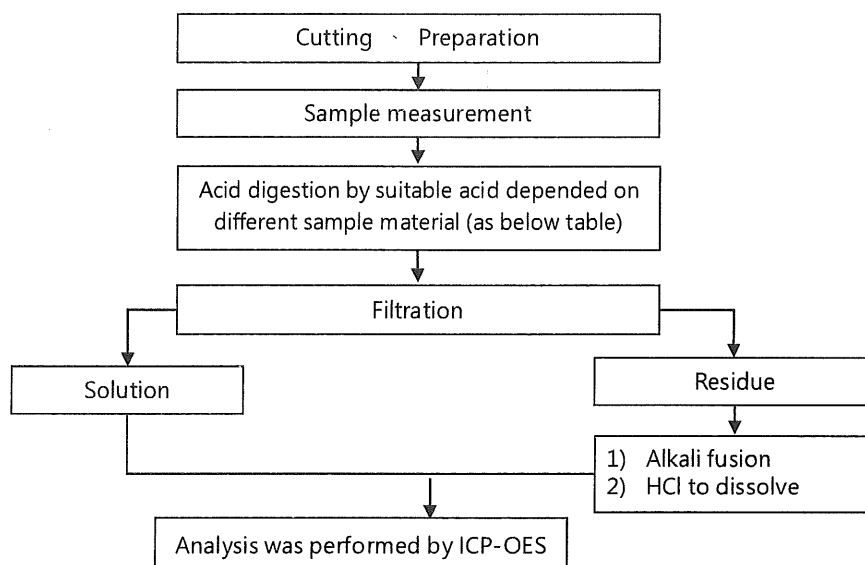 Cutting 、 Preparation
Sample measurement
Acid digestion by suitable acid depended on
different sample material (as below table)
Filtration
Solution
Residue
1) Alkali fusion
2) HCl to dissolve
Analysis was performed by ICP-OES